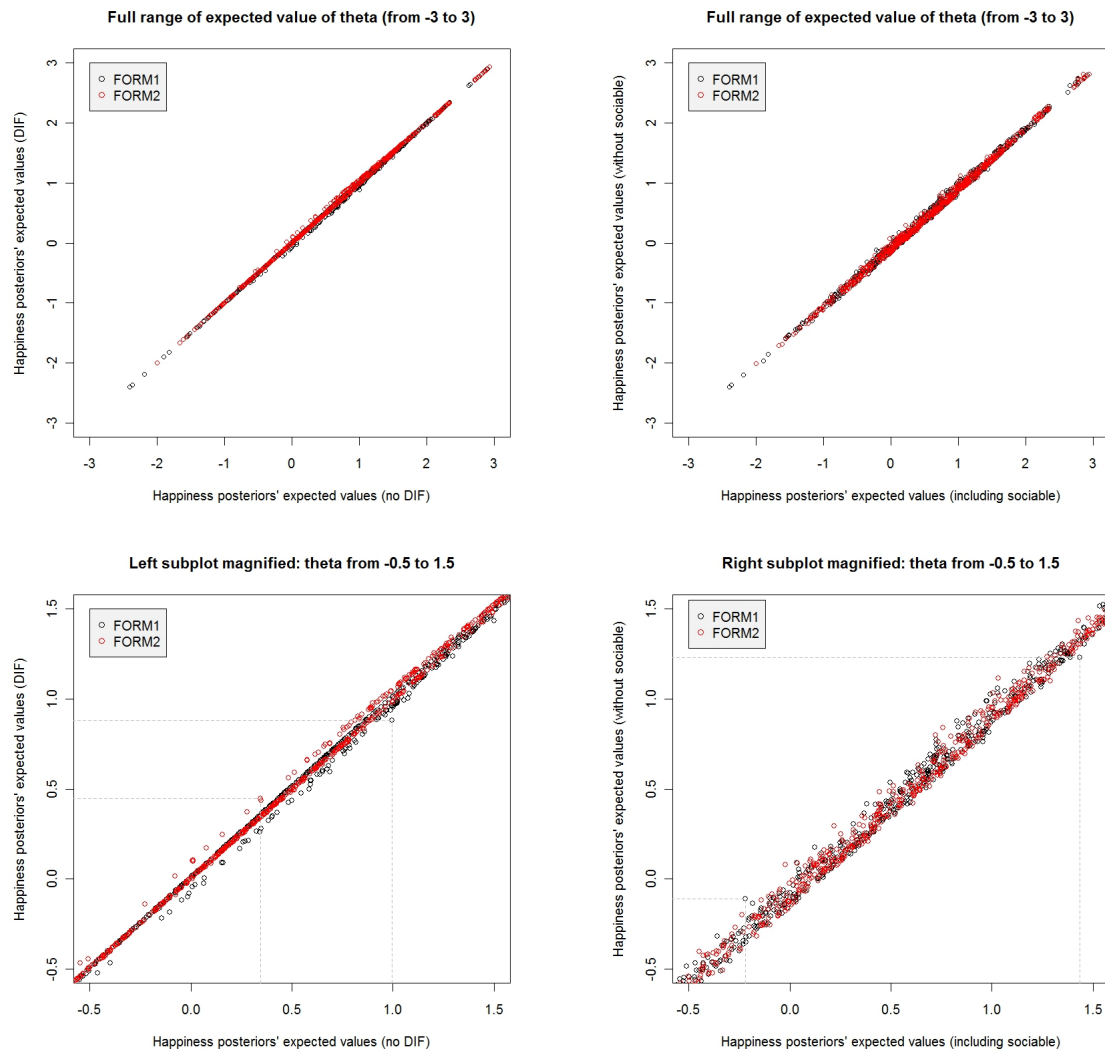 Full range of expected value of theta (from -3 to 3)
Happiness posteriors' expected values (DIF)
3
2
1
0
-1
-2
-3
FORM1
FORM2
-3 -2 -1 0 1 2 3
Happiness posteriors' expected values (no DIF)
Full range of expected value of theta (from -3 to 3)
Happiness posteriors' expected values (without sociable)
3
2
1
0
-1
-2
-3
FORM1
FORM2
-3 -2 -1 0 1 2 3
Happiness posteriors' expected values (including sociable)
Left subplot magnified: theta from -0.5 to 1.5
Happiness posteriors' expected values (DIF)
1.5
1.0
0.5
0.0
-0.5
FORM1
FORM2
-0.5 0.0 0.5 1.0 1.5
Happiness posteriors' expected values (no DIF)
Right subplot magnified: theta from -0.5 to 1.5
Happiness posteriors' expected values (without sociable)
1.5
1.0
0.5
0.0
-0.5
FORM1
FORM2
-0.5 0.0 0.5 1.0 1.5
Happiness posteriors' expected values (including sociable)